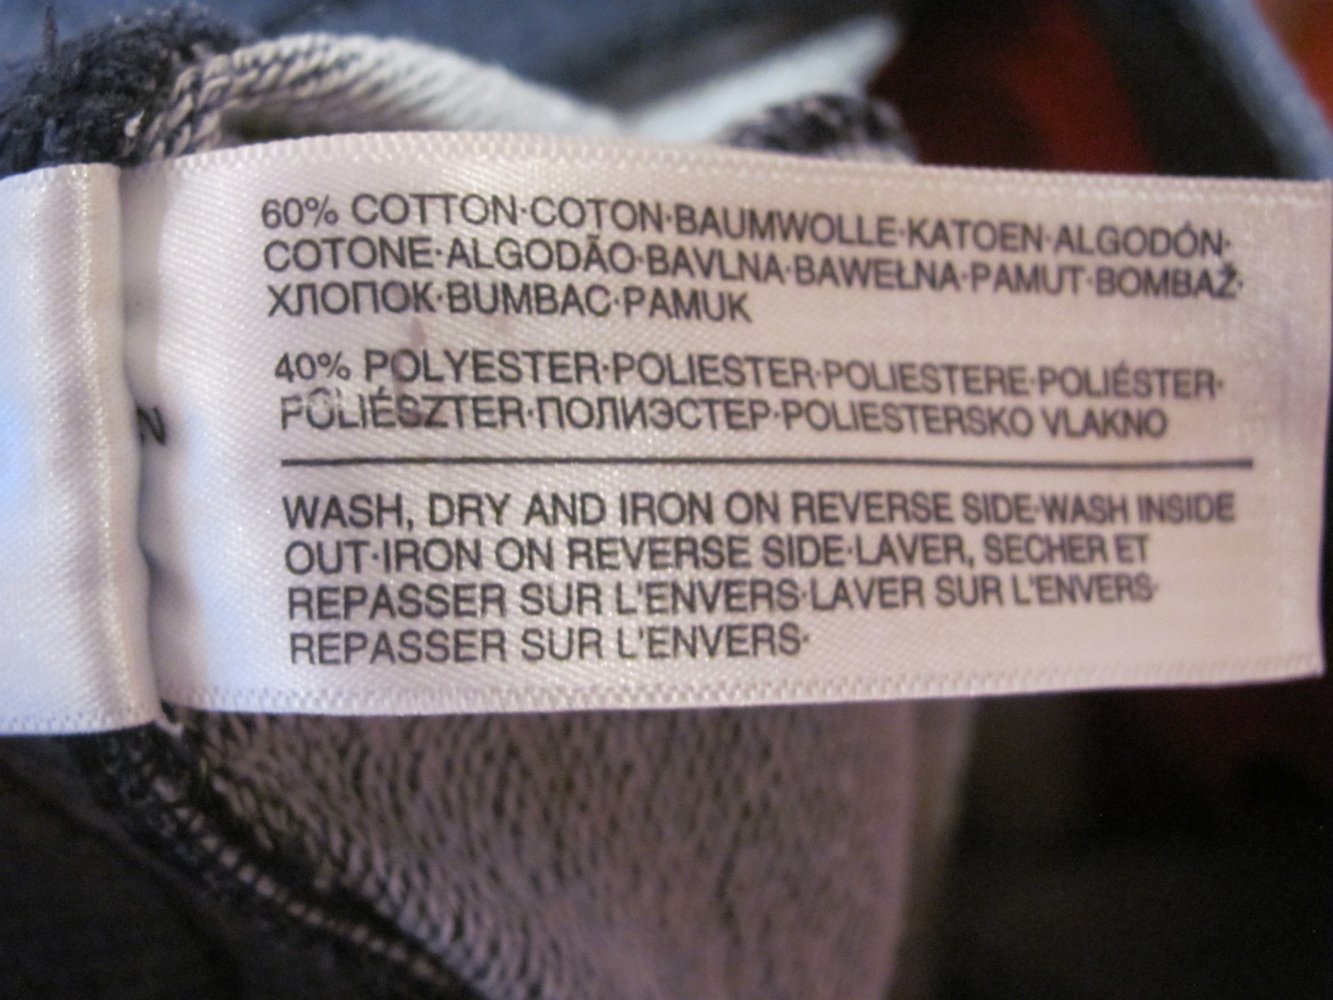 60% COTTON·COTON·BAUMWOLLE·KATOEN·ALGODÓN·
COTONE·ALGODÃO·BAVLNA·BAWEŁNA·PAMUT·BOMBAŽ·
ХЛОПОК·BUMBAC·PAMUK
40% POLYESTER·POLIESTER·POLIESTERE·POLIÉSTER·
POLIÉSZTER·ПОЛИЭСТЕР·POLIESTERSKO VLAKNO
N
WASH, DRY AND IRON ON REVERSE SIDE·WASH INSIDE
OUT·IRON ON REVERSE SIDE·LAVER, SECHER ET
REPASSER SUR L'ENVERS·LAVER SUR L'ENVERS·
REPASSER SUR L'ENVERS·